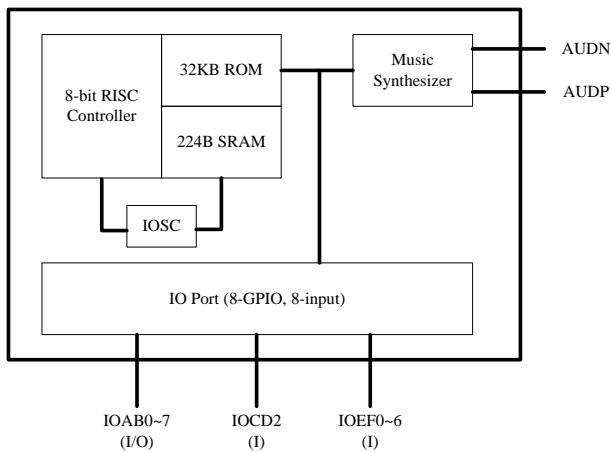 8-bit RISC
Controller
32KB ROM
224B SRAM
Music
Synthesizer
AUDN
AUDP
IOSC
IO Port (8-GPIO, 8-input)
IOAB0~7
(I/O)
IOCD2
(I)
IOEF0~6
(I)